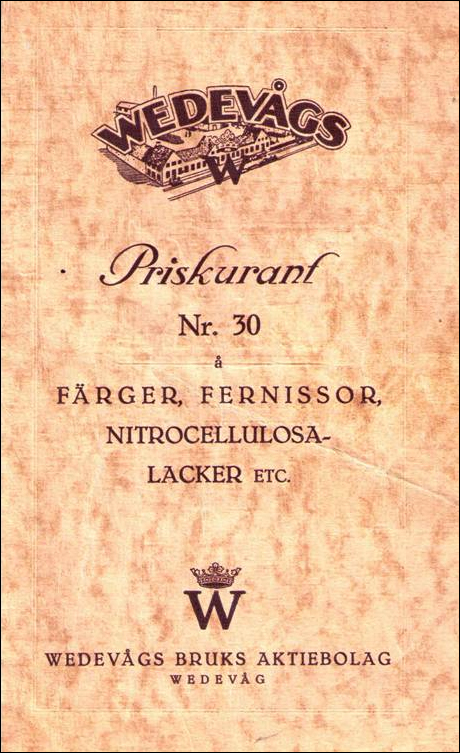 WEDEVÅGS
W
Priskurant
Nr. 30
å
FÄRGER, FERNISSOR,
NITROCELLULOSA-
LACKER ETC.
W
WEDEVÅGS BRUKS AKTIEBOLAG
WEDEVÅG